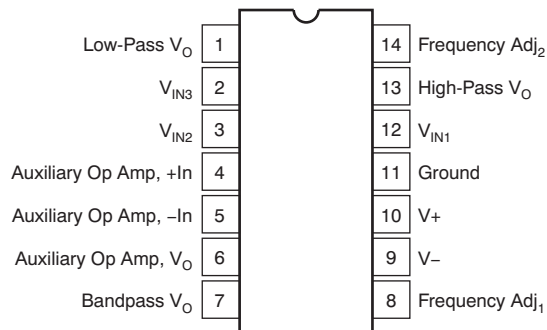 Low-Pass VO 1 14 Frequency Adj2
VIN3 2 13 High-Pass VO
VIN2 3 12 VIN1
Auxiliary Op Amp, +In 4 11 Ground
Auxiliary Op Amp, –In 5 10 V+
Auxiliary Op Amp, VO 6 9 V–
Bandpass VO 7 8 Frequency Adj1